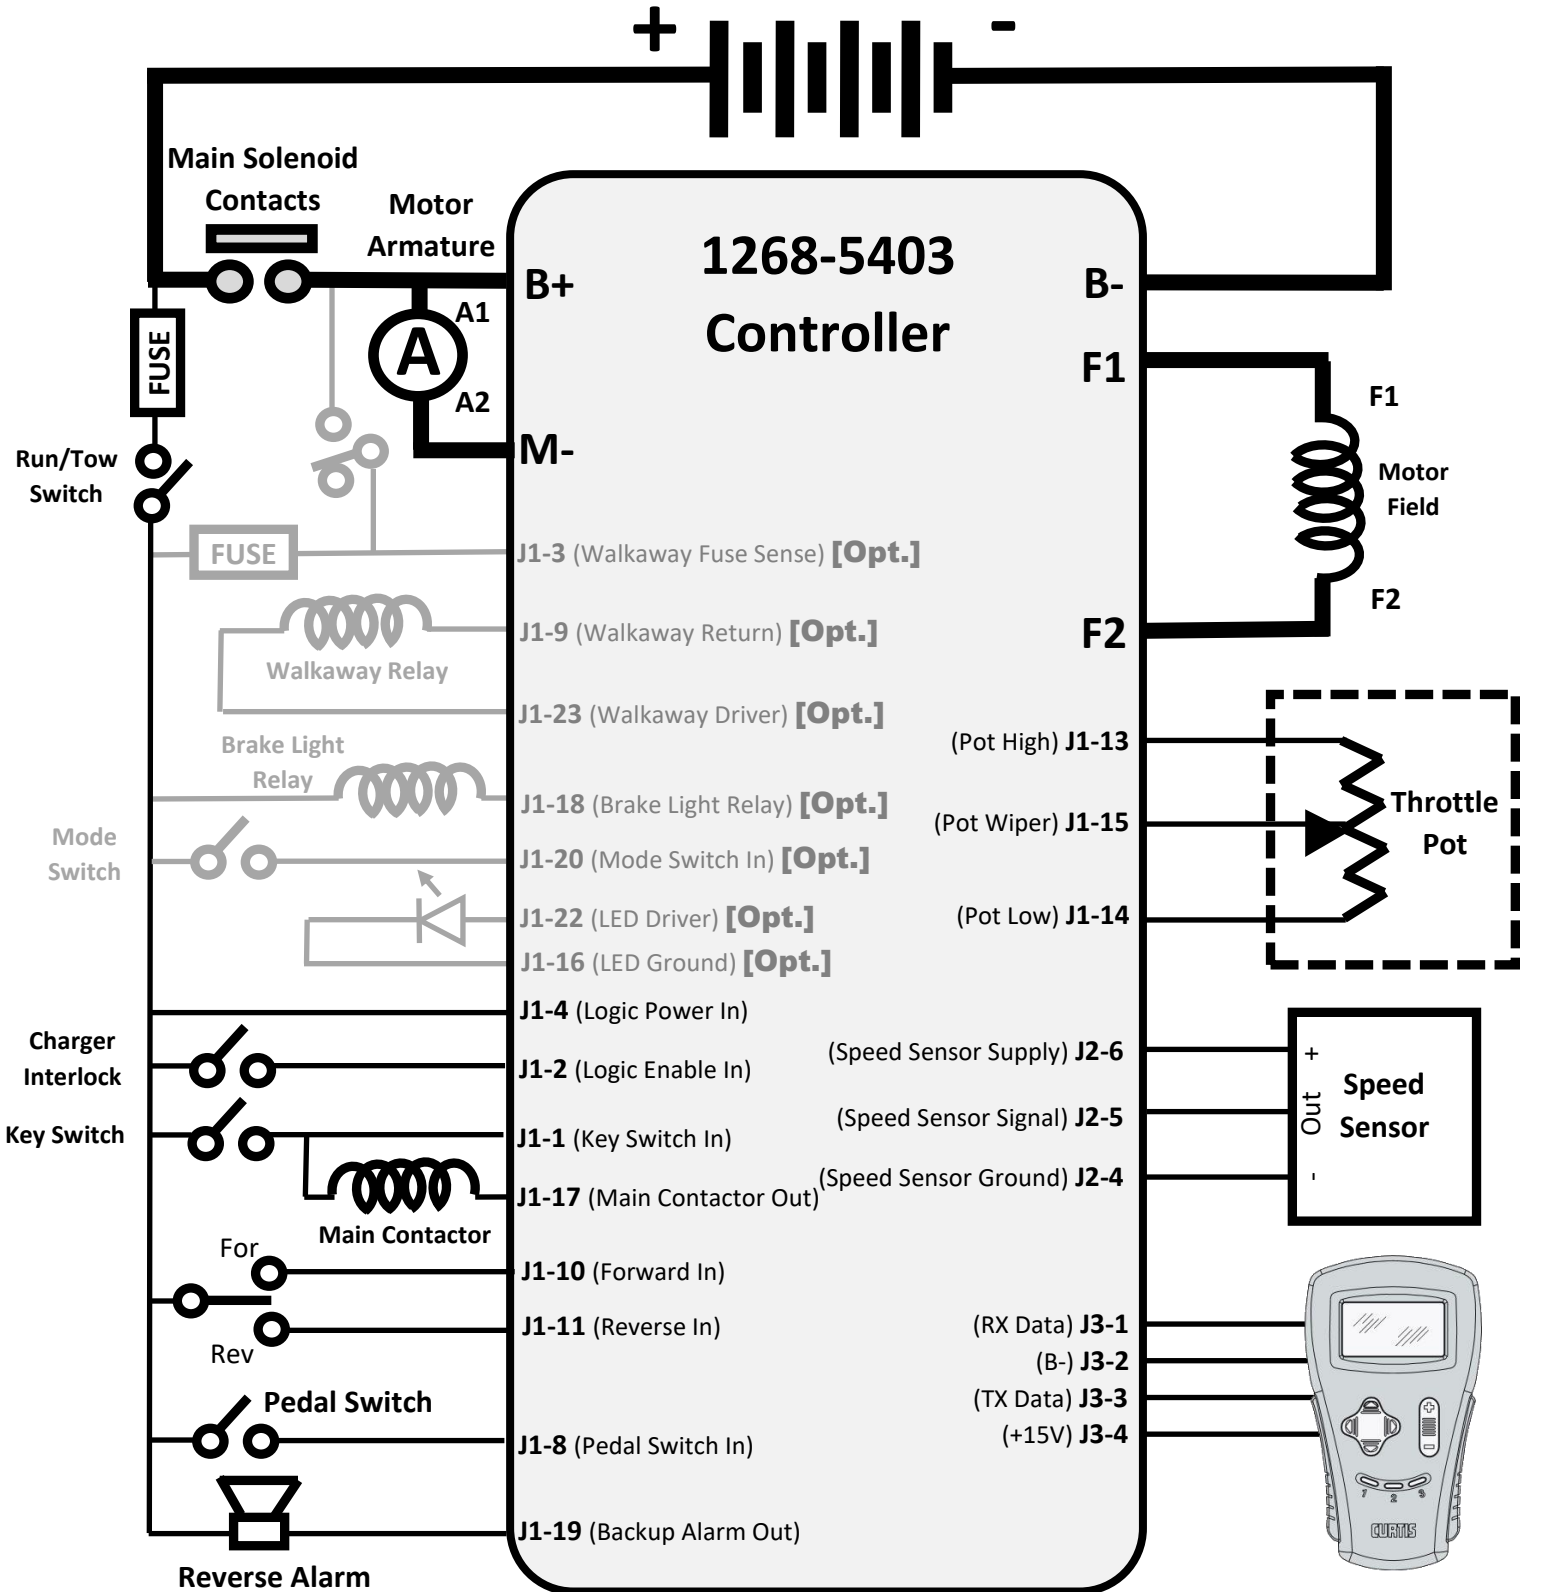 + -
Main Solenoid
Contacts
Motor
Armature
1268-5403
Controller
B+
B-
A1
A
A2
FUSE
M-
F1
F1
Motor
Field
F2
F2
Run/Tow
Switch
FUSE
J1-3 (Walkaway Fuse Sense) [Opt.]
J1-9 (Walkaway Return) [Opt.]
Walkaway Relay
J1-23 (Walkaway Driver) [Opt.]
Brake Light
Relay
J1-18 (Brake Light Relay) [Opt.]
Mode
Switch
J1-20 (Mode Switch In) [Opt.]
J1-22 (LED Driver) [Opt.]
J1-16 (LED Ground) [Opt.]
(Pot High) J1-13
(Pot Wiper) J1-15
(Pot Low) J1-14
Throttle
Pot
J1-4 (Logic Power In)
Charger
Interlock
J1-2 (Logic Enable In)
Key Switch
J1-1 (Key Switch In)
J1-17 (Main Contactor Out)
Main Contactor
(Speed Sensor Supply) J2-6
(Speed Sensor Signal) J2-5
(Speed Sensor Ground) J2-4
+
Out
-
Speed
Sensor
For
J1-10 (Forward In)
J1-11 (Reverse In)
Rev
Pedal Switch
J1-8 (Pedal Switch In)
J1-19 (Backup Alarm Out)
Reverse Alarm
(RX Data) J3-1
(B-) J3-2
(TX Data) J3-3
(+15V) J3-4
+
-
1 2 3
CURTIS